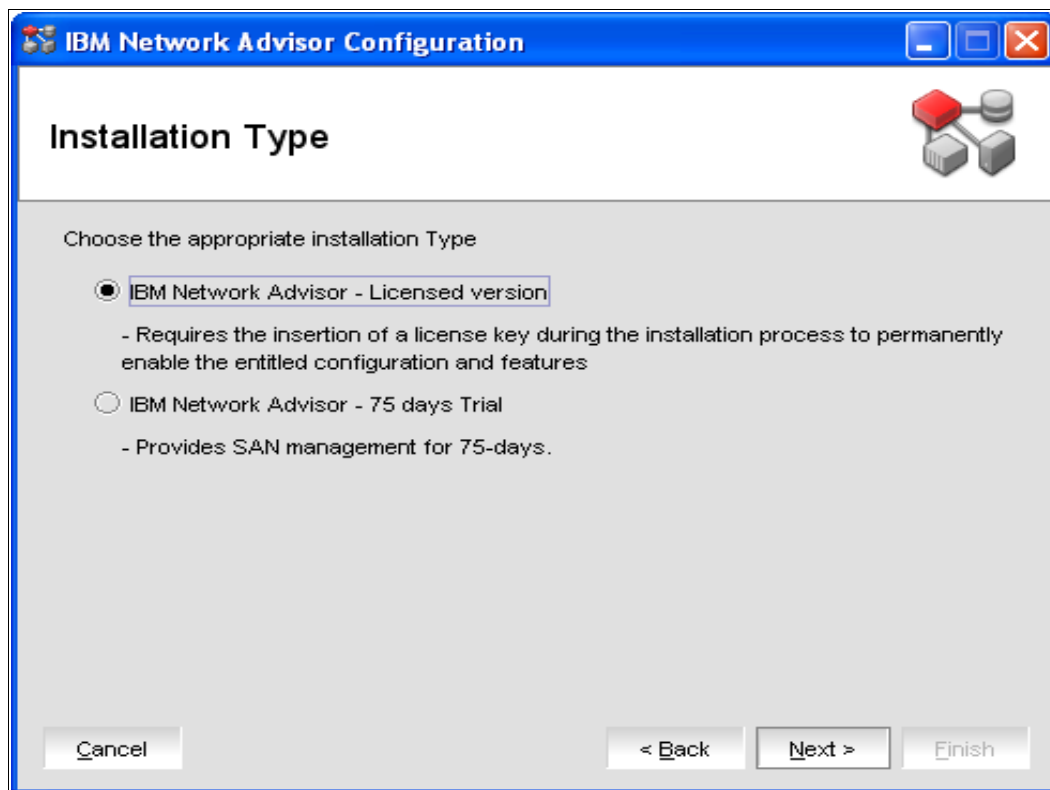 IBM Network Advisor Configuration
Installation Type
Choose the appropriate installation Type
IBM Network Advisor - Licensed version
- Requires the insertion of a license key during the installation process to permanently
enable the entitled configuration and features
IBM Network Advisor - 75 days Trial
- Provides SAN management for 75-days.
Cancel
< Back
Next >
Finish